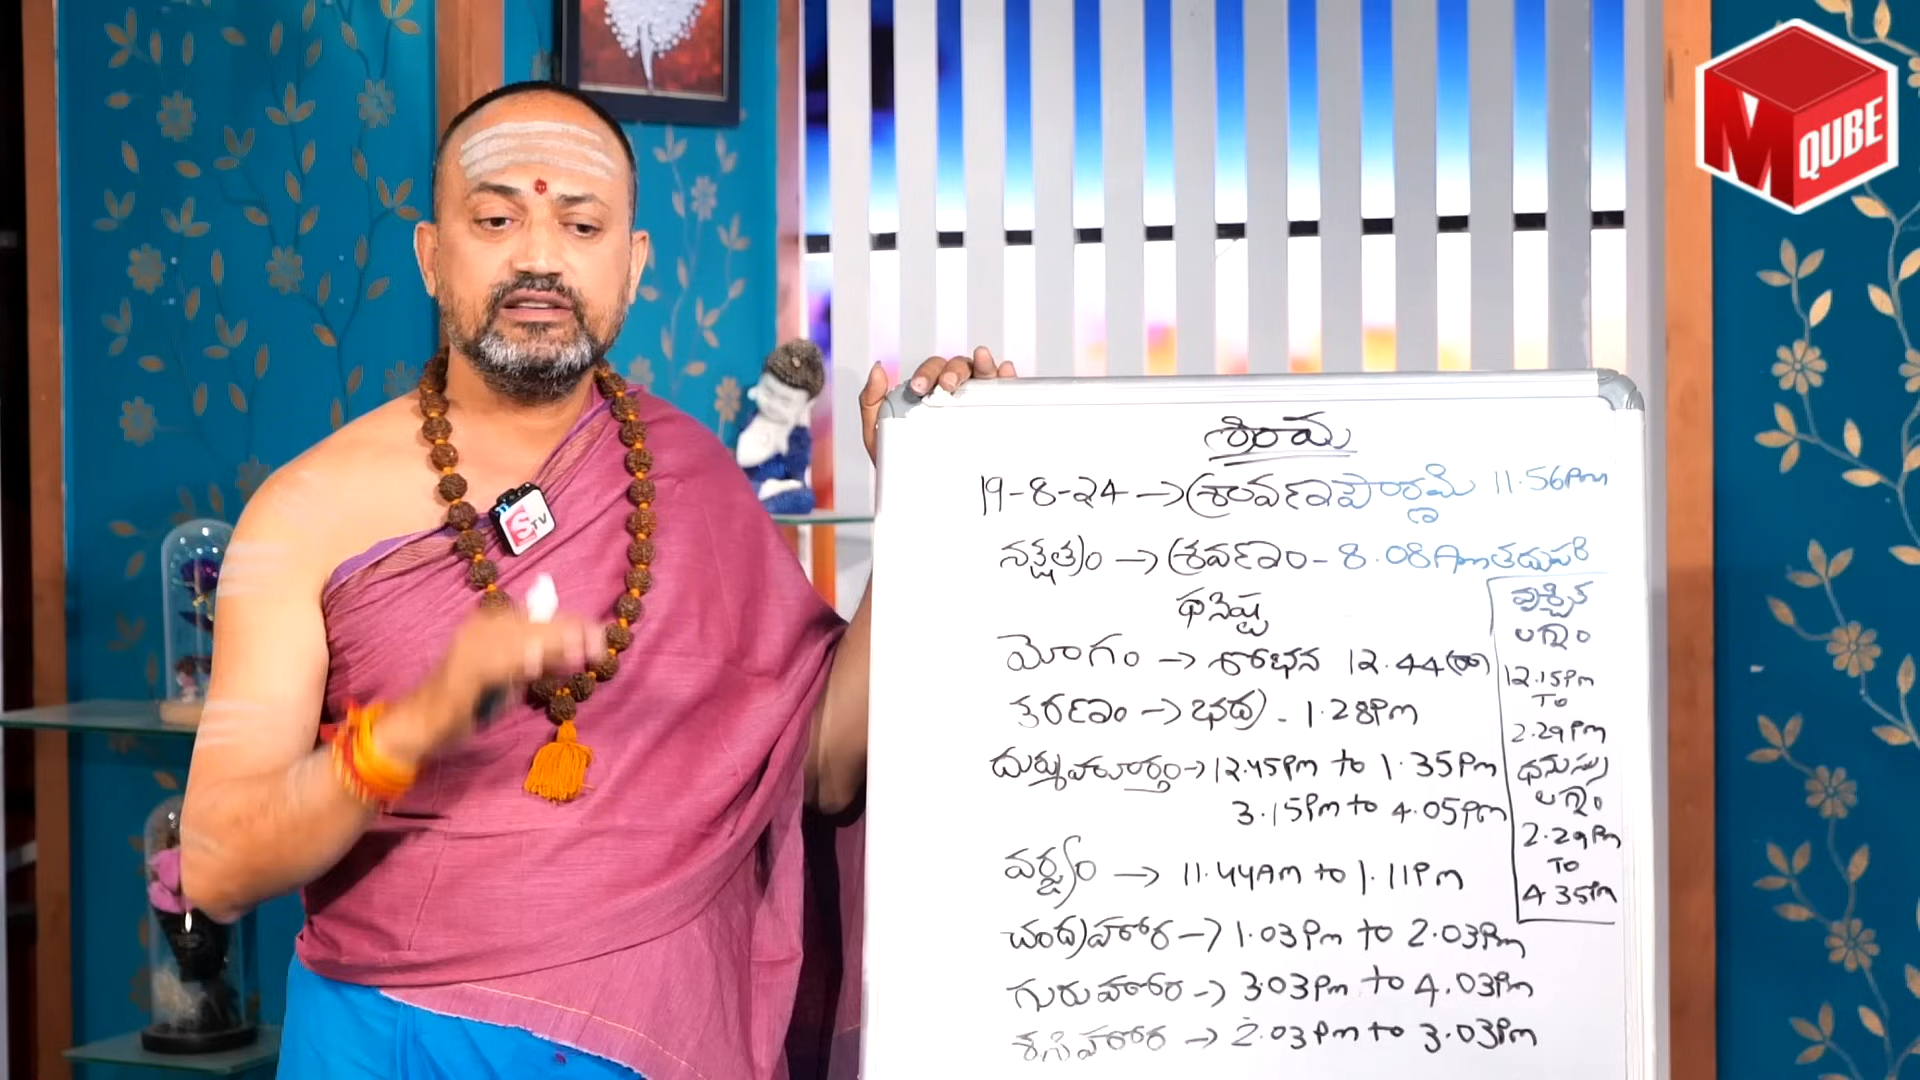 M QUBE
S TV
శ్రీరామ
19-8-24 → శ్రావణ పౌర్ణమి 11.56Pm
నక్షత్రం → శ్రవణం - 8.08Am తదుపరి
ధనిష్ఠ
యోగం → శోభన 12.44(రా)
కరణం → భద్ర - 1.28Pm
దుర్ముహూర్తం → 12.45Pm to 1.35Pm
3.15Pm to 4.05Pm
వర్జ్యం → 11.44Am to 1.11Pm
చంద్రహోర → 1.03Pm to 2.03Pm
గురుహోర → 3.03Pm to 4.03Pm
శనిహోర → 2.03Pm to 3.03Pm
వృశ్చిక
లగ్నం
12.15Pm
To
2.29Pm
ధనుస్సు
లగ్నం
2.29Pm
To
4.35Pm